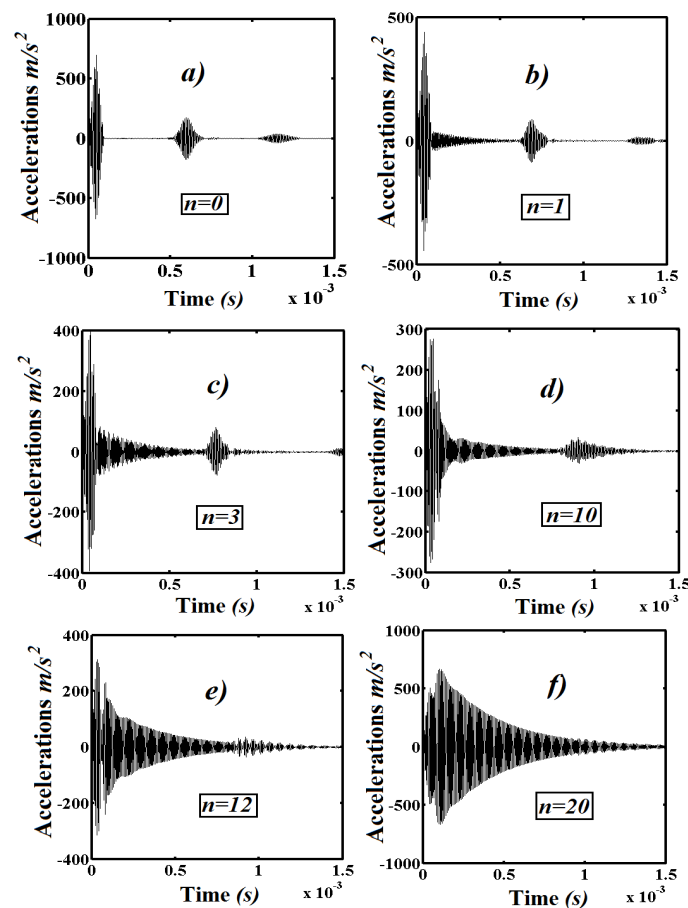 a)
Accelerations m/s²
1000
500
0
-500
-1000
n=0
0 0.5 1 1.5
Time (s) x 10⁻³
b)
Accelerations m/s²
500
0
-500
n=1
0 0.5 1 1.5
Time (s) x 10⁻³
c)
Accelerations m/s²
400
200
0
-200
-400
n=3
0 0.5 1 1.5
Time (s) x 10⁻³
d)
Accelerations m/s²
300
200
100
0
-100
-200
-300
n=10
0 0.5 1 1.5
Time (s) x 10⁻³
e)
Accelerations m/s²
400
200
0
-200
-400
n=12
0 0.5 1 1.5
Time (s) x 10⁻³
f)
Accelerations m/s²
1000
500
0
-500
-1000
n=20
0 0.5 1 1.5
Time (s) x 10⁻³